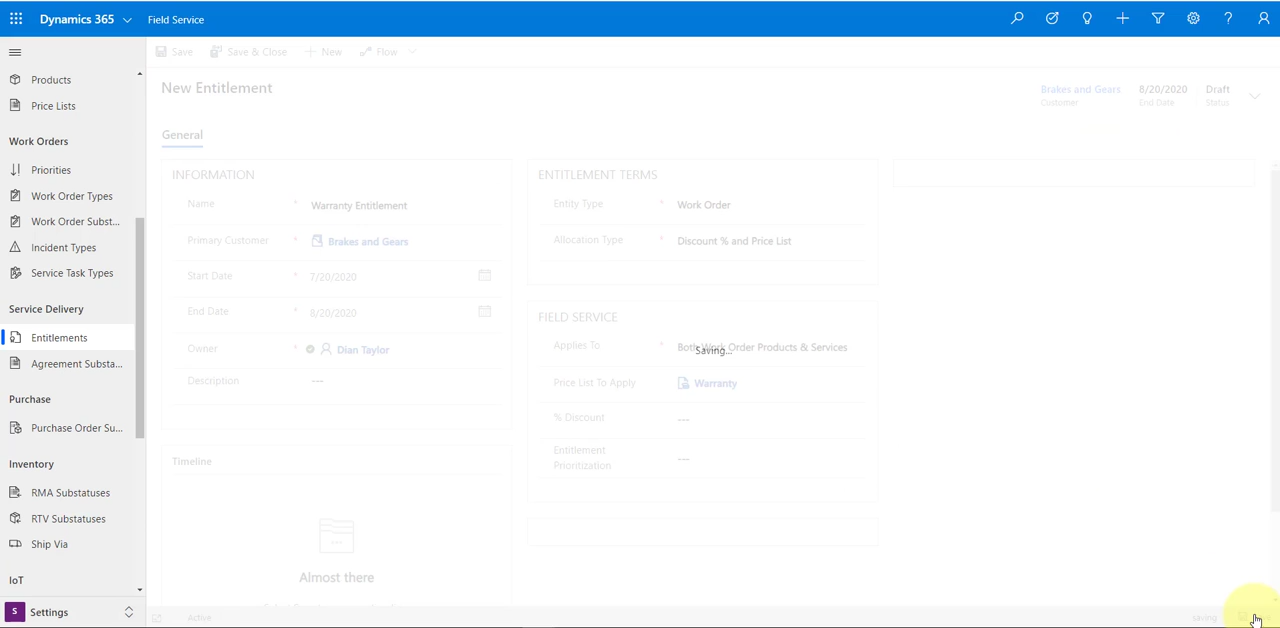 Dynamics 365
Field Service
Products
Price Lists
Work Orders
Priorities
Work Order Types
Work Order Subst...
Incident Types
Service Task Types
Service Delivery
Entitlements
Agreement Substa...
Purchase
Purchase Order Su...
Inventory
RMA Substatuses
RTV Substatuses
Ship Via
IoT
S
Settings
Save
Save & Close
New
Flow
New Entitlement
Brakes and Gears
Customer
8/20/2020
End Date
Draft
Status
General
INFORMATION
Name * Warranty Entitlement
Primary Customer * Brakes and Gears
Start Date * 7/20/2020
End Date * 8/20/2020
Owner * Dian Taylor
Description ---
Timeline
Almost there
ENTITLEMENT TERMS
Entity Type * Work Order
Allocation Type * Discount % and Price List
FIELD SERVICE
Applies To * Both Work Order Products & Services
Saving...
Price List To Apply Warranty
% Discount ---
Entitlement
Prioritization ---
Active
saving